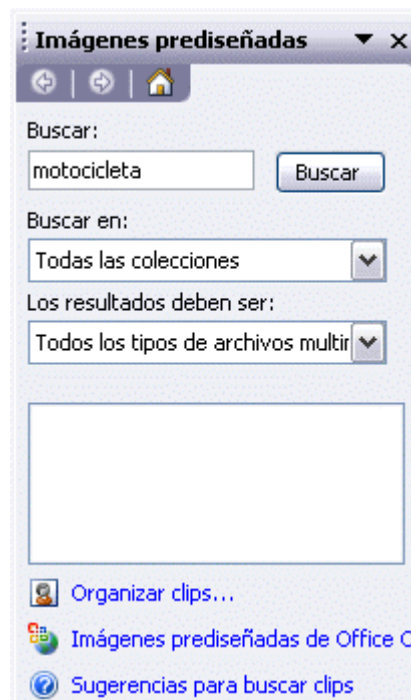 Imágenes prediseñadas
Buscar:
motocicleta
Buscar
Buscar en:
Todas las colecciones
Los resultados deben ser:
Todos los tipos de archivos multir
Organizar clips...
Imágenes prediseñadas de Office O
Sugerencias para buscar clips